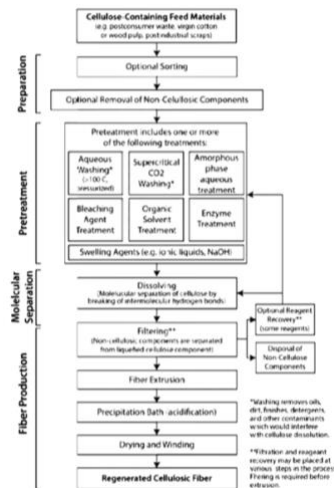 Cellulose-Containing Feed Materials
(e.g. postconsumer waste, virgin cotton
or wood pulp, post industrial scraps)
Preparation
Optional Sorting
Optional Removal of Non-Cellulosic Components
Pretreatment
Pretreatment includes one or more
of the following treatments:
Aqueous
Washing*
(>100 C,
pressurized)
Supercritical
CO2
Washing*
Amorphous
phase
aqueous
treatment
Bleaching
Agent
Treatment
Organic
Solvent
Treatment
Enzyme
Treatment
Swelling Agents (e.g. ionic liquids, NaOH)
Molelcular
Separation
Dissolving
(Molelcular separation of cellulose by
breaking of intermolecular hydrogen bonds)
Fiber Production
Filtering**
(Non-cellulosic components are separated
from liquefied cellulose component)
Optional Reagent
Recovery**
(some reagents)
Disposal of
Non Cellulose
Components
Fiber Extrusion
Precipitation Bath (acidification)
Drying and Winding
Regenerated Cellulosic Fiber
*Washing removes oils,
dirt, finishes, detergents,
and other contaminants
which would interfere
with cellulose dissolution.
**Filtration and reageant
recovery may be placed at
various steps in the proces
Filtering is required before
extrusion.